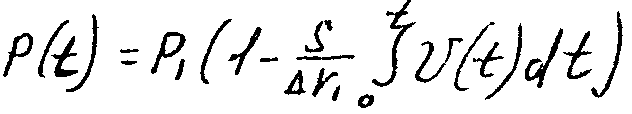 P(t) = P₁(1 - S/ΔV₁ ∫₀ᵗ v(t)dt)